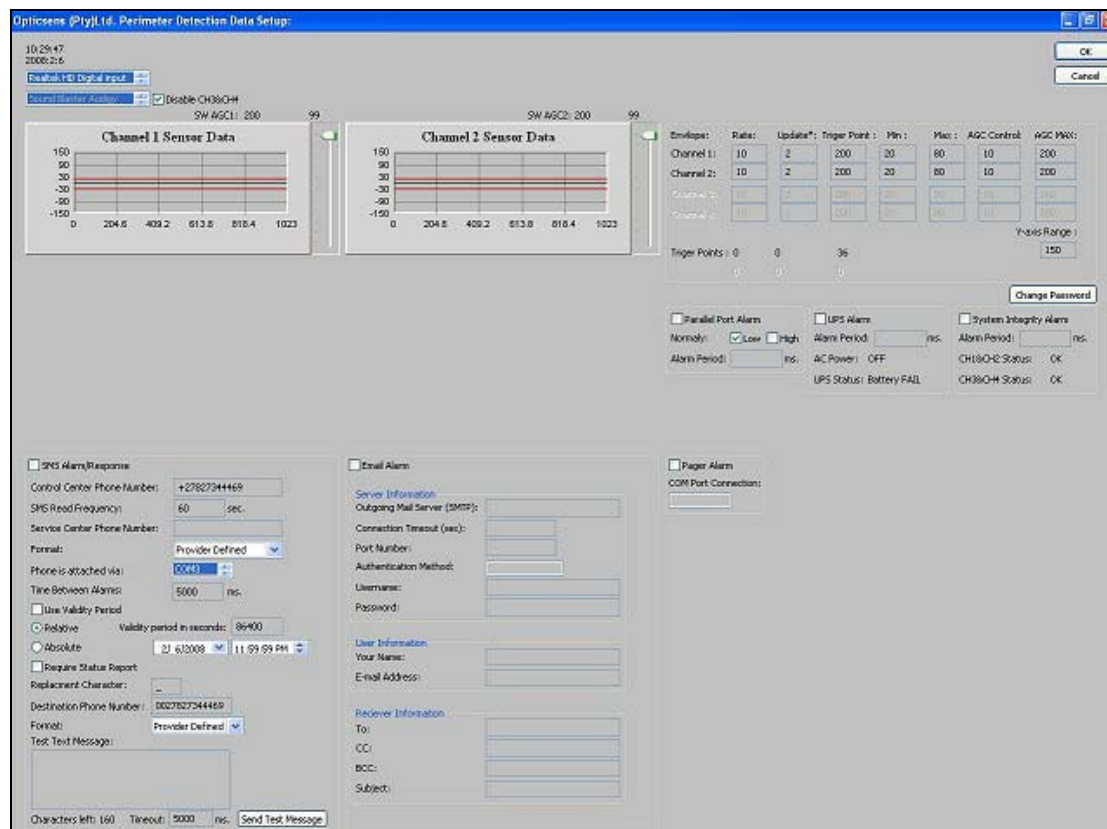 Opticsens (Pty)Ltd. Perimeter Detection Data Setup:
10:29:47
2008:2:6
OK
Cancel
Realtek HD Digital input
Sound Blaster Audigy
Disable CH3&CH4
SW AGC1: 200 99
SW AGC2: 200 99
Channel 1 Sensor Data
150
90
30
-30
-90
-150
0 204.6 409.2 613.8 818.4 1023
Channel 2 Sensor Data
150
90
30
-30
-90
-150
0 204.6 409.2 613.8 818.4 1023
Envlope: Rate: Update*: Triger Point : Min : Max : AGC Control: AGC MAX:
Channel 1: 10 2 200 20 80 10 200
Channel 2: 10 2 200 20 80 10 200
Y-axis Range :
150
Triger Points : 0 0 36
0 0 0
Change Password
Parallel Port Alarm
Normaly: Low High
Alarm Period: ms.
UPS Alarm
Alarm Period: ms.
AC Power: OFF
UPS Status: Battery FAIL
System Integrity Alarm
Alarm Period: ms.
CH1&CH2 Status: OK
CH3&CH4 Status: OK
SMS Alarm/Response
Control Center Phone Number: +27827344469
SMS Read Frequency: 60 sec.
Service Center Phone Number:
Format: Provider Defined
Phone is attached via: COM3
Time Between Alarms: 5000 ms.
Use Validity Period
Relative Validity period in seconds: 86400
Absolute 2/ 6/2008 11:59:59 PM
Require Status Report
Replacment Character: _
Destination Phone Number: 0027827344469
Format: Provider Defined
Test Text Message:
Characters left: 160 Timeout: 5000 ms. Send Test Message
Email Alarm
Server Information
Outgoing Mail Server (SMTP):
Connection Timeout (sec):
Port Number:
Authentication Method:
Username:
Password:
User Information
Your Name:
E-mail Address:
Reciever Information
To:
CC:
BCC:
Subject:
Pager Alarm
COM Port Connection: